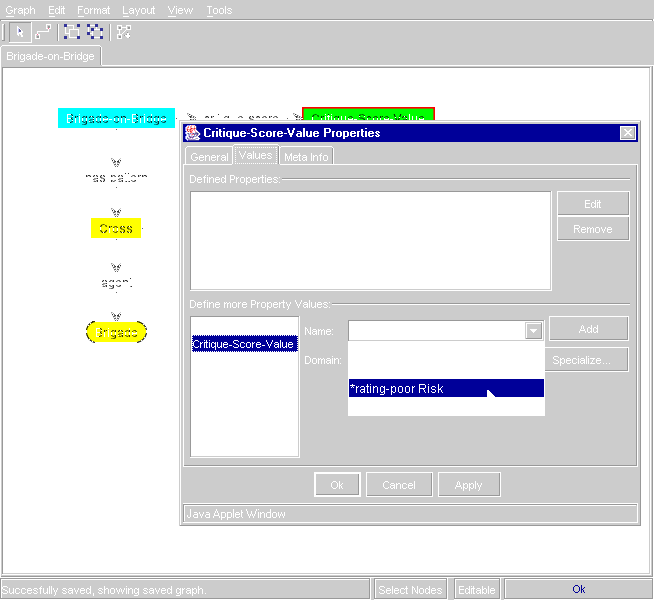 Graph Edit Format Layout View Tools
Brigade-on-Bridge
Brigade-on-Bridge critique-score Critique-Score-Value
Critique-Score-Value Properties
General Values Meta Info
has-pattern
Defined Properties:
Edit
Cross
Remove
agent
Define more Property Values:
Brigade
Name:
Add
Critique-Score-Value
Domain:
Specialize...
*rating-poor Risk
Ok Cancel Apply
Java Applet Window
Succesfully saved, showing saved graph. Select Nodes Editable Ok